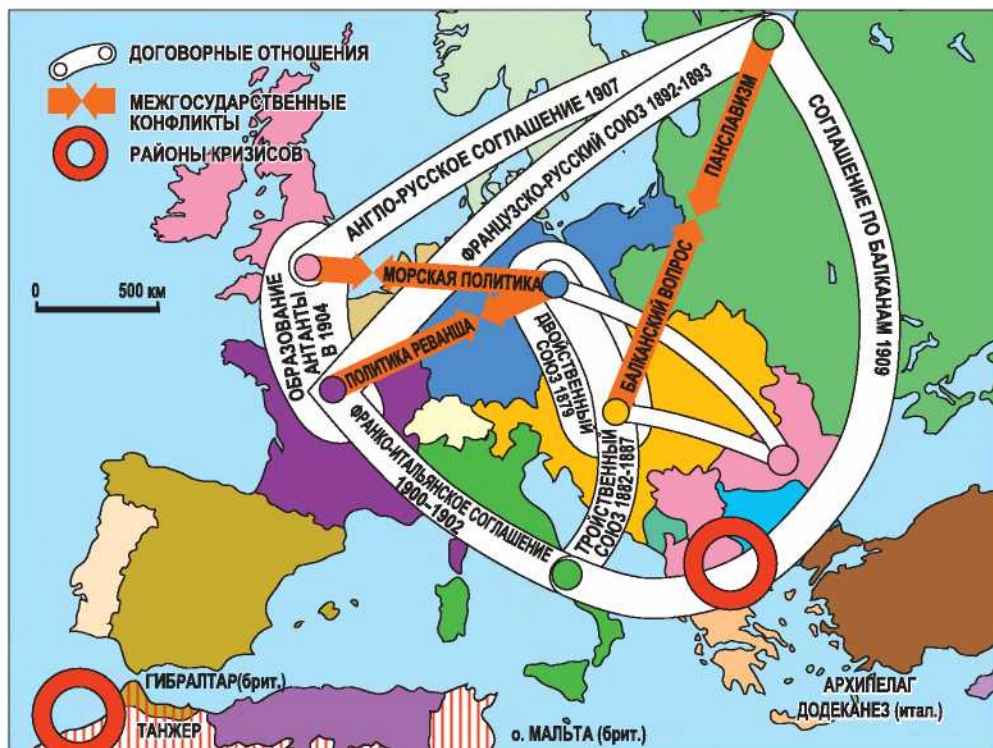 ДОГОВОРНЫЕ ОТНОШЕНИЯ
МЕЖГОСУДАРСТВЕННЫЕ
КОНФЛИКТЫ
РАЙОНЫ КРИЗИСОВ
0 500 км
АНГЛО-РУССКОЕ СОГЛАШЕНИЕ 1907
ФРАНЦУЗСКО-РУССКИЙ СОЮЗ 1892-1893
ПАНСЛАВИЗМ
СОГЛАШЕНИЕ ПО БАЛКАНАМ 1909
МОРСКАЯ ПОЛИТИКА
ОБРАЗОВАНИЕ
АНТАНТЫ
В 1904
ПОЛИТИКА РЕВАНША
ДВОЙСТВЕННЫЙ
СОЮЗ 1879
БАЛКАНСКИЙ ВОПРОС
ФРАНКО-ИТАЛЬЯНСКОЕ СОГЛАШЕНИЕ
1900–1902
ТРОЙСТВЕННЫЙ
СОЮЗ 1882-1887
ГИБРАЛТАР(брит.)
ТАНЖЕР
о. МАЛЬТА (брит.)
АРХИПЕЛАГ
ДОДЕКАНЕЗ (итал.)